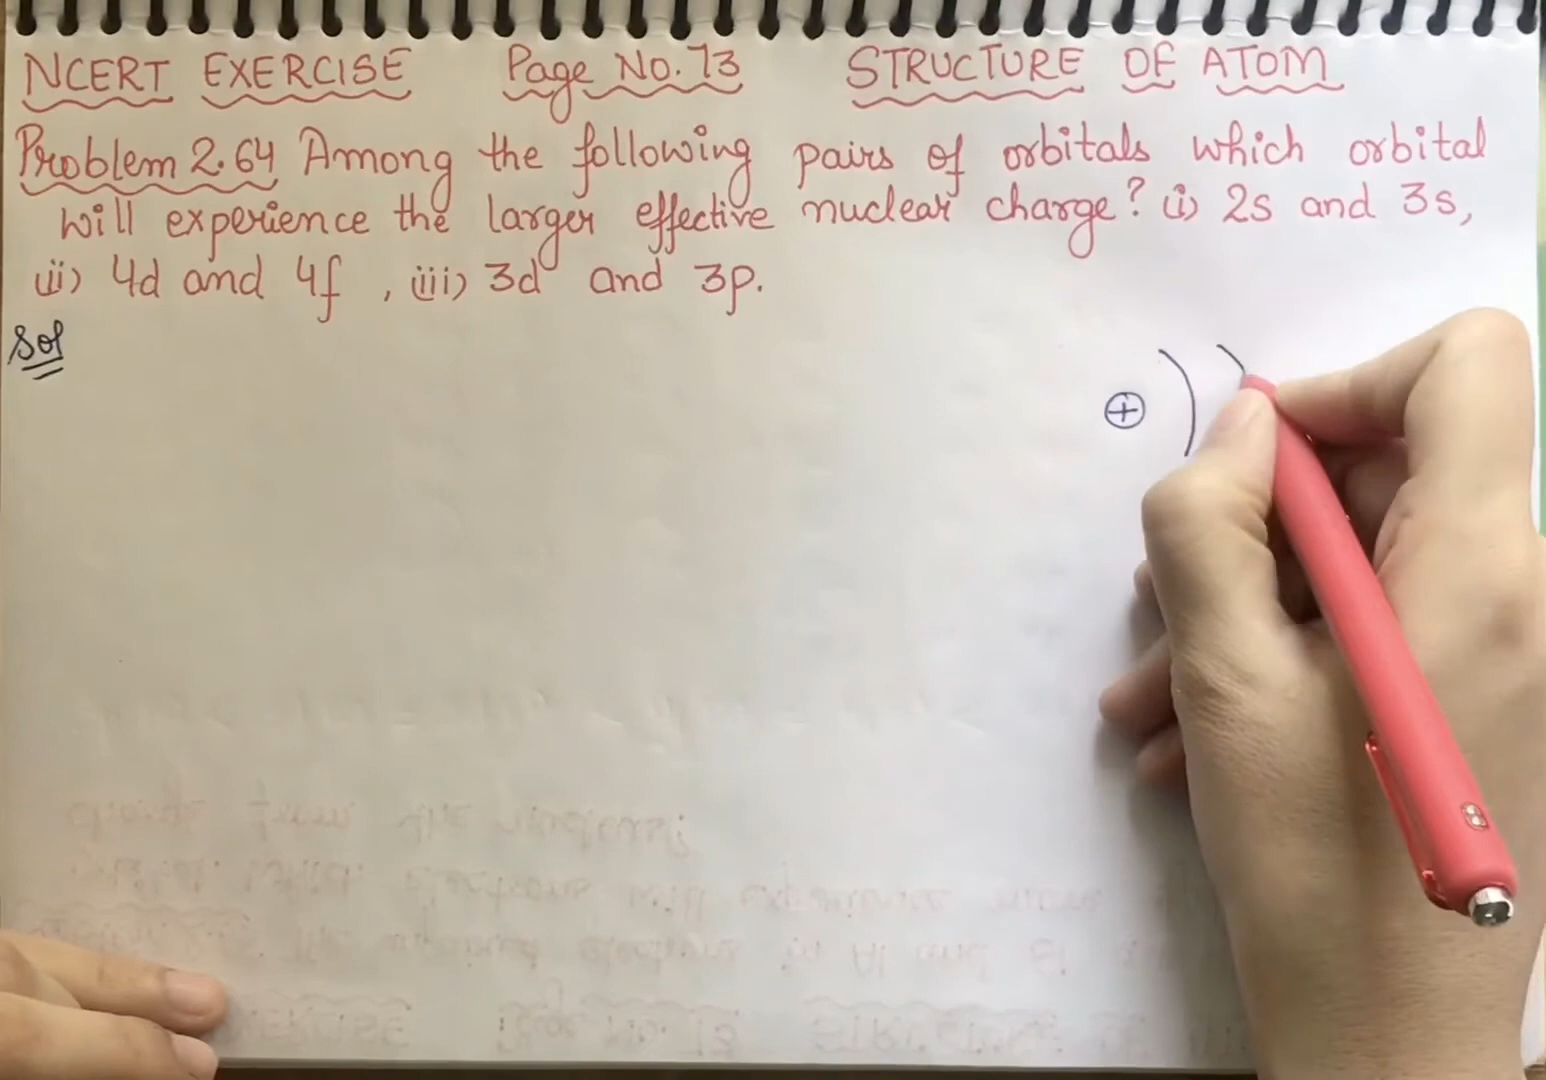 NCERT EXERCISE Page No. 73 STRUCTURE OF ATOM
Problem 2.64 Among the following pairs of orbitals which orbital
will experience the larger effective nuclear charge? (i) 2s and 3s,
(ii) 4d and 4f , (iii) 3d and 3p.
Sol
+